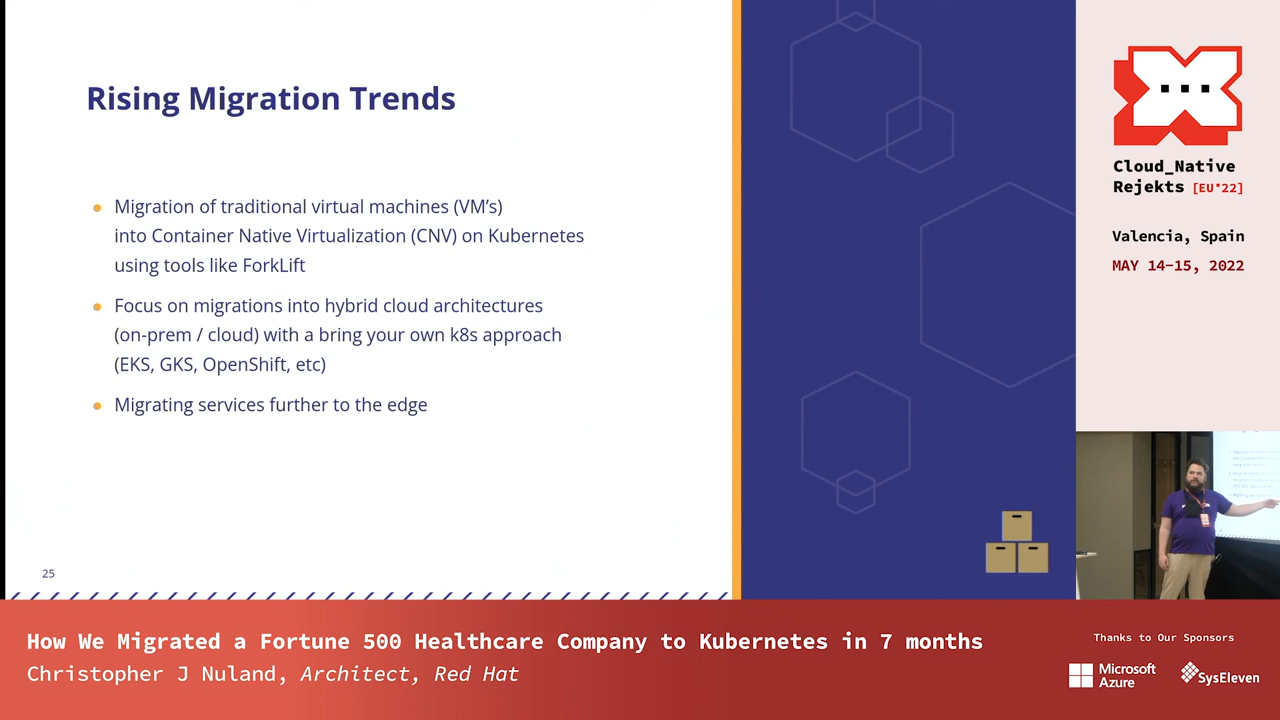 Rising Migration Trends
Migration of traditional virtual machines (VM's)
into Container Native Virtualization (CNV) on Kubernetes
using tools like ForkLift
Focus on migrations into hybrid cloud architectures
(on-prem / cloud) with a bring your own k8s approach
(EKS, GKS, OpenShift, etc)
Migrating services further to the edge
25
Cloud_Native
Rejekts [EU*22]
Valencia, Spain
MAY 14-15, 2022
How We Migrated a Fortune 500 Healthcare Company to Kubernetes in 7 months
Christopher J Nuland, Architect, Red Hat
Thanks to Our Sponsors
Microsoft
Azure
SysEleven